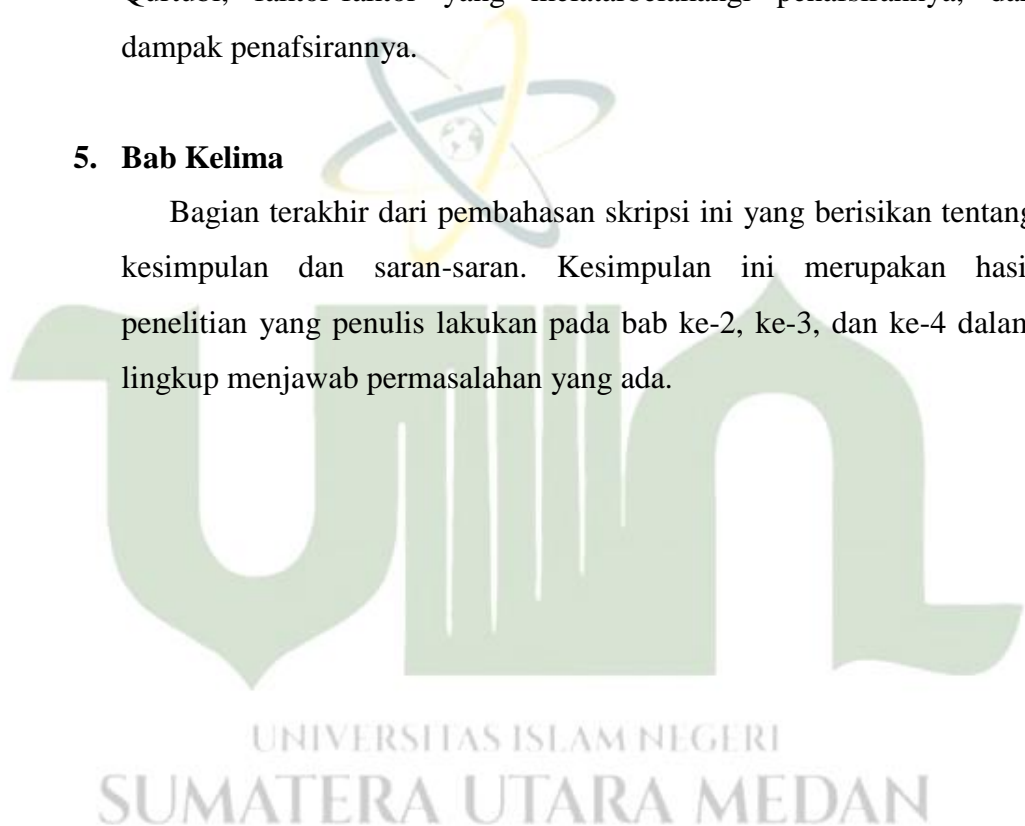 dampak penafsirannya.
5. Bab Kelima
Bagian terakhir dari pembahasan skripsi ini yang berisikan tentang
kesimpulan dan saran-saran. Kesimpulan ini merupakan hasi
penelitian yang penulis lakukan pada bab ke-2, ke-3, dan ke-4 dalam
lingkup menjawab permasalahan yang ada.
UNIVERSITAS ISLAM NEGERI
SUMATERA UTARA MEDAN